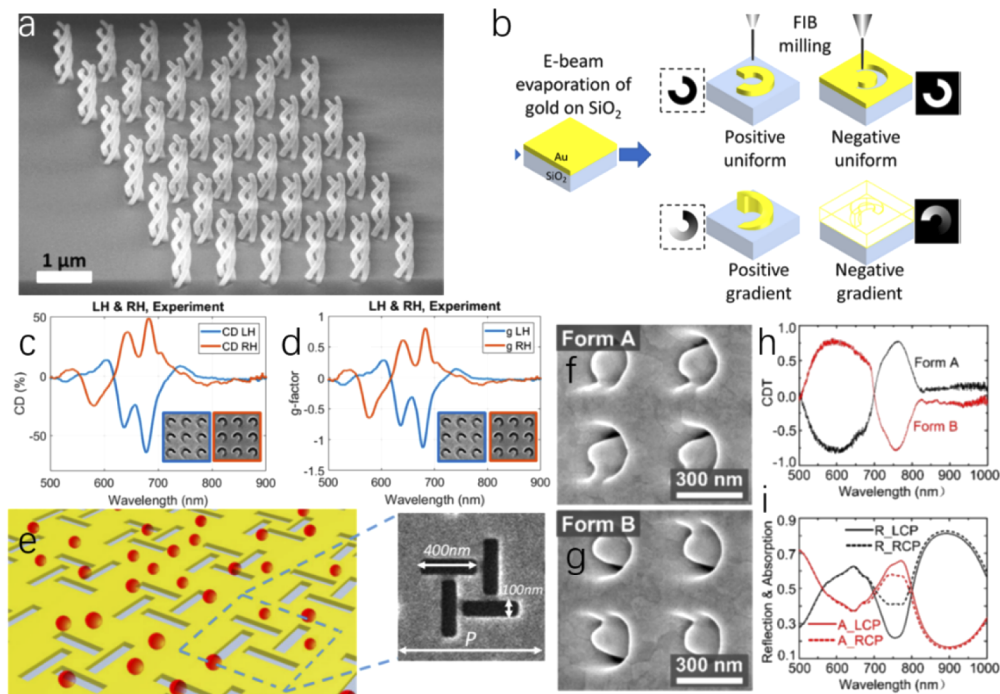 a
1 μm
b
E-beam
evaporation of
gold on SiO2
Au
SiO2
FIB
milling
Positive
uniform
Negative
uniform
Positive
gradient
Negative
gradient
c
LH & RH, Experiment
CD LH
CD RH
CD (%)
50
0
-50
500 600 700 800 900
Wavelength (nm)
d
LH & RH, Experiment
g LH
g RH
g-factor
1
0.5
0
-0.5
-1
-1.5
500 600 700 800 900
Wavelength (nm)
e
400nm
100nm
P
f
Form A
300 nm
g
Form B
300 nm
h
CDT
1.0
0.5
0.0
-0.5
-1.0
Form A
Form B
500 600 700 800 900 1000
Wavelength (nm)
i
Reflection & Absorption
0.9
0.7
0.5
0.3
0.1
R_LCP
R_RCP
A_LCP
A_RCP
500 600 700 800 900 1000
Wavelength (nm)